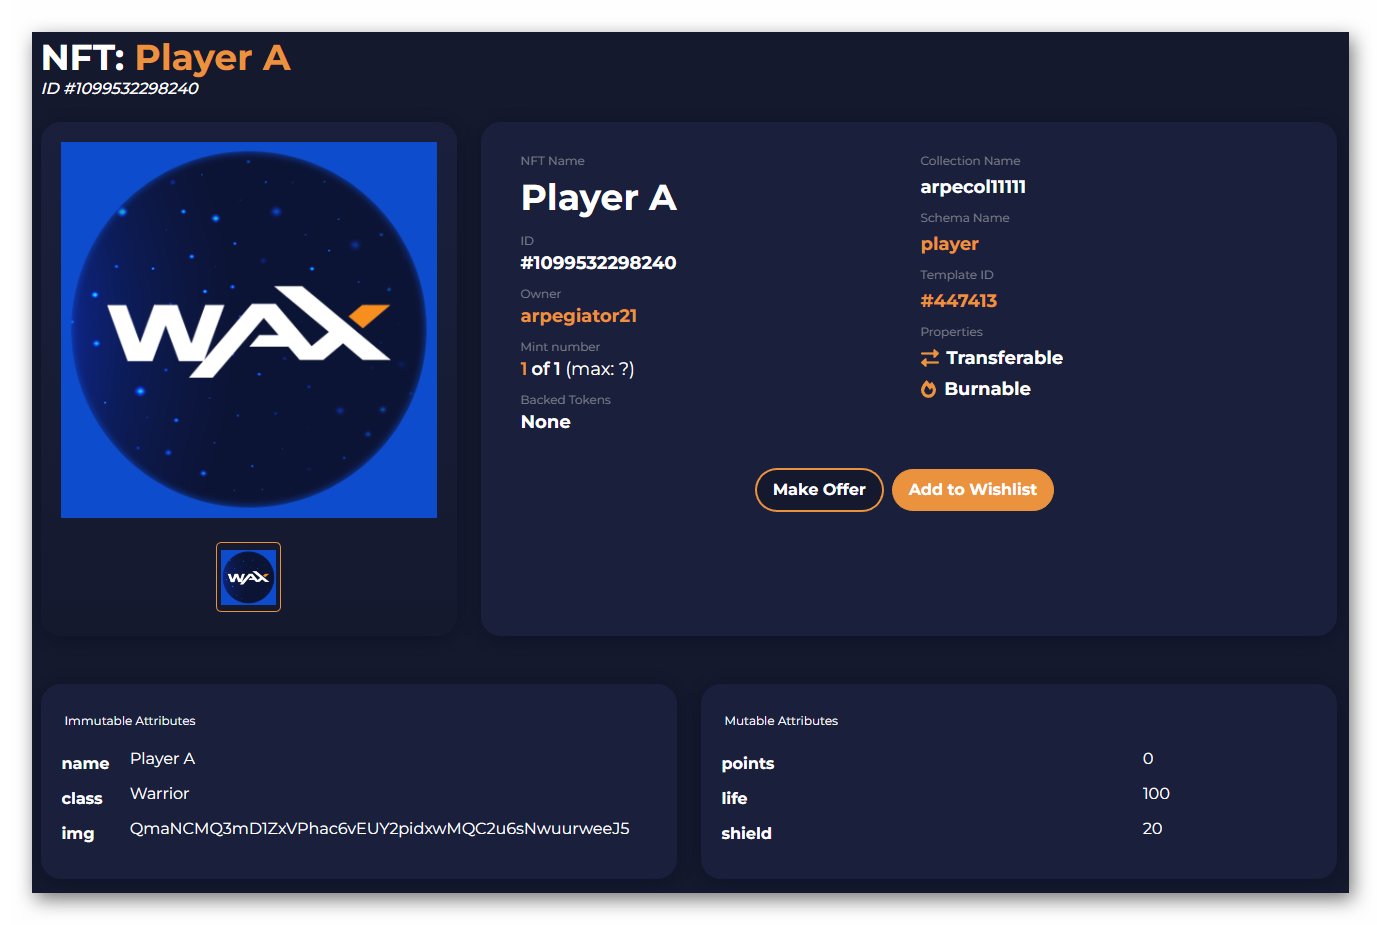 NFT: Player A
ID #1099532298240
WAX
WAX
NFT Name
Player A
ID
#1099532298240
Owner
arpegiator21
Mint number
1 of 1 (max: ?)
Backed Tokens
None
Collection Name
arpecol11111
Schema Name
player
Template ID
#447413
Properties
Transferable
Burnable
Make Offer
Add to Wishlist
Immutable Attributes
name Player A
class Warrior
img QmaNCMQ3mD1ZxVPhac6vEUY2pidxwMQC2u6sNwuurweeJ5
Mutable Attributes
points 0
life 100
shield 20